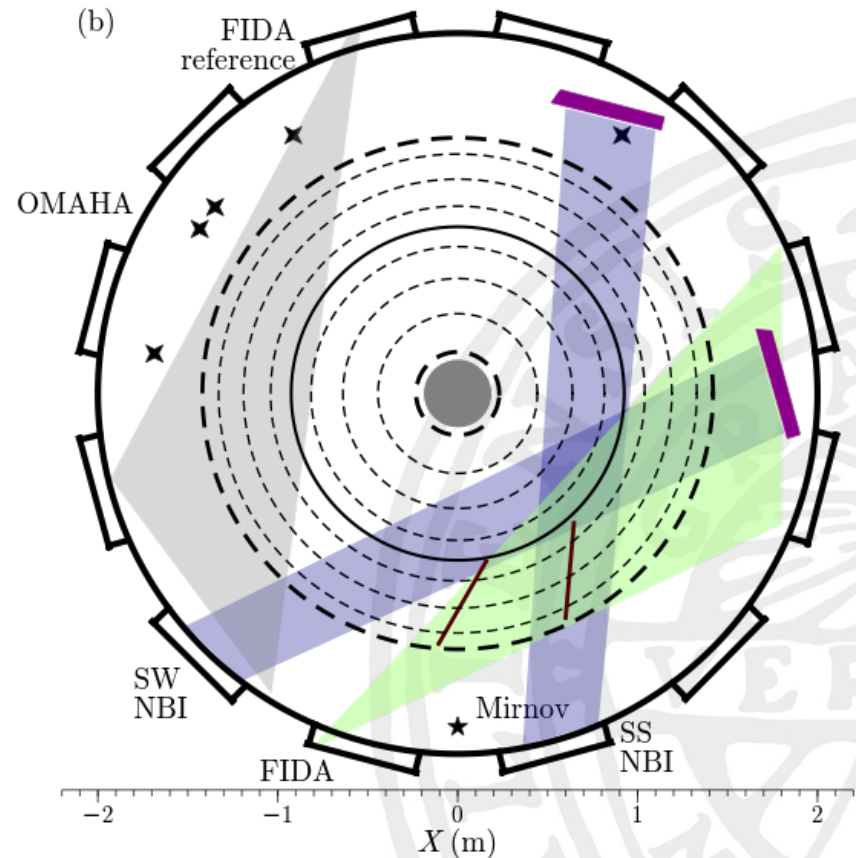 (b)
FIDA
reference
OMAHA
SW
NBI
Mirnov
SS
NBI
FIDA
−2 −1 0 1 2
X (m)